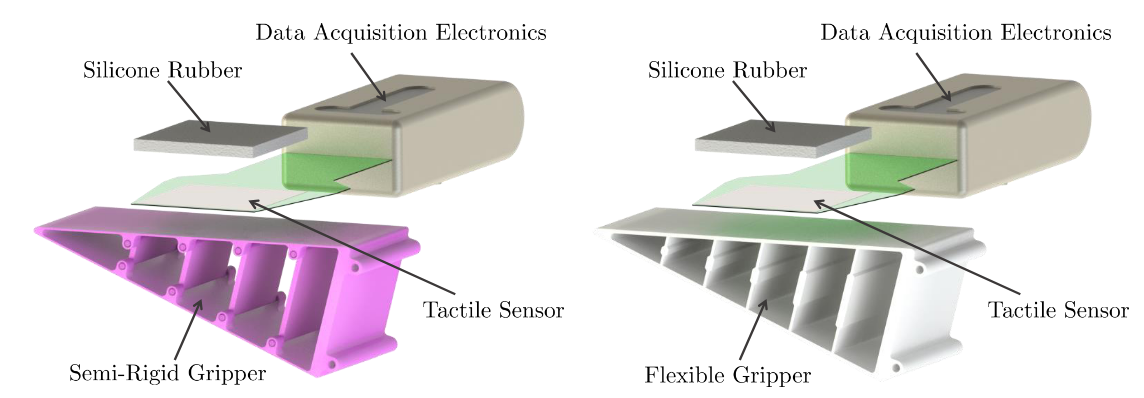 Data Acquisition Electronics
Silicone Rubber
Tactile Sensor
Semi-Rigid Gripper
Data Acquisition Electronics
Silicone Rubber
Tactile Sensor
Flexible Gripper